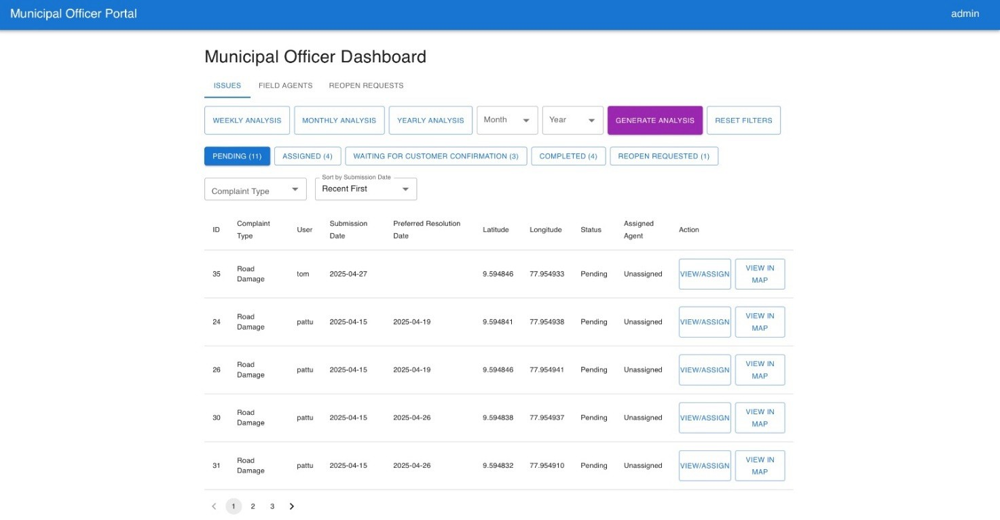 Municipal Officer Portal admin
Municipal Officer Dashboard
ISSUES FIELD AGENTS REOPEN REQUESTS
WEEKLY ANALYSIS MONTHLY ANALYSIS YEARLY ANALYSIS Month Year GENERATE ANALYSIS RESET FILTERS
PENDING (11) ASSIGNED (4) WAITING FOR CUSTOMER CONFIRMATION (3) COMPLETED (4) REOPEN REQUESTED (1)
Sort by Submission Date
Complaint Type Recent First
ID Complaint Type User Submission Date Preferred Resolution Date Latitude Longitude Status Assigned Agent Action
35 Road Damage tom 2025-04-27 9.594846 77.954933 Pending Unassigned VIEW/ASSIGN VIEW IN MAP
24 Road Damage pattu 2025-04-15 2025-04-19 9.594841 77.954938 Pending Unassigned VIEW/ASSIGN VIEW IN MAP
26 Road Damage pattu 2025-04-15 2025-04-19 9.594846 77.954941 Pending Unassigned VIEW/ASSIGN VIEW IN MAP
30 Road Damage pattu 2025-04-15 2025-04-26 9.594838 77.954937 Pending Unassigned VIEW/ASSIGN VIEW IN MAP
31 Road Damage pattu 2025-04-15 2025-04-26 9.594832 77.954910 Pending Unassigned VIEW/ASSIGN VIEW IN MAP
1 2 3